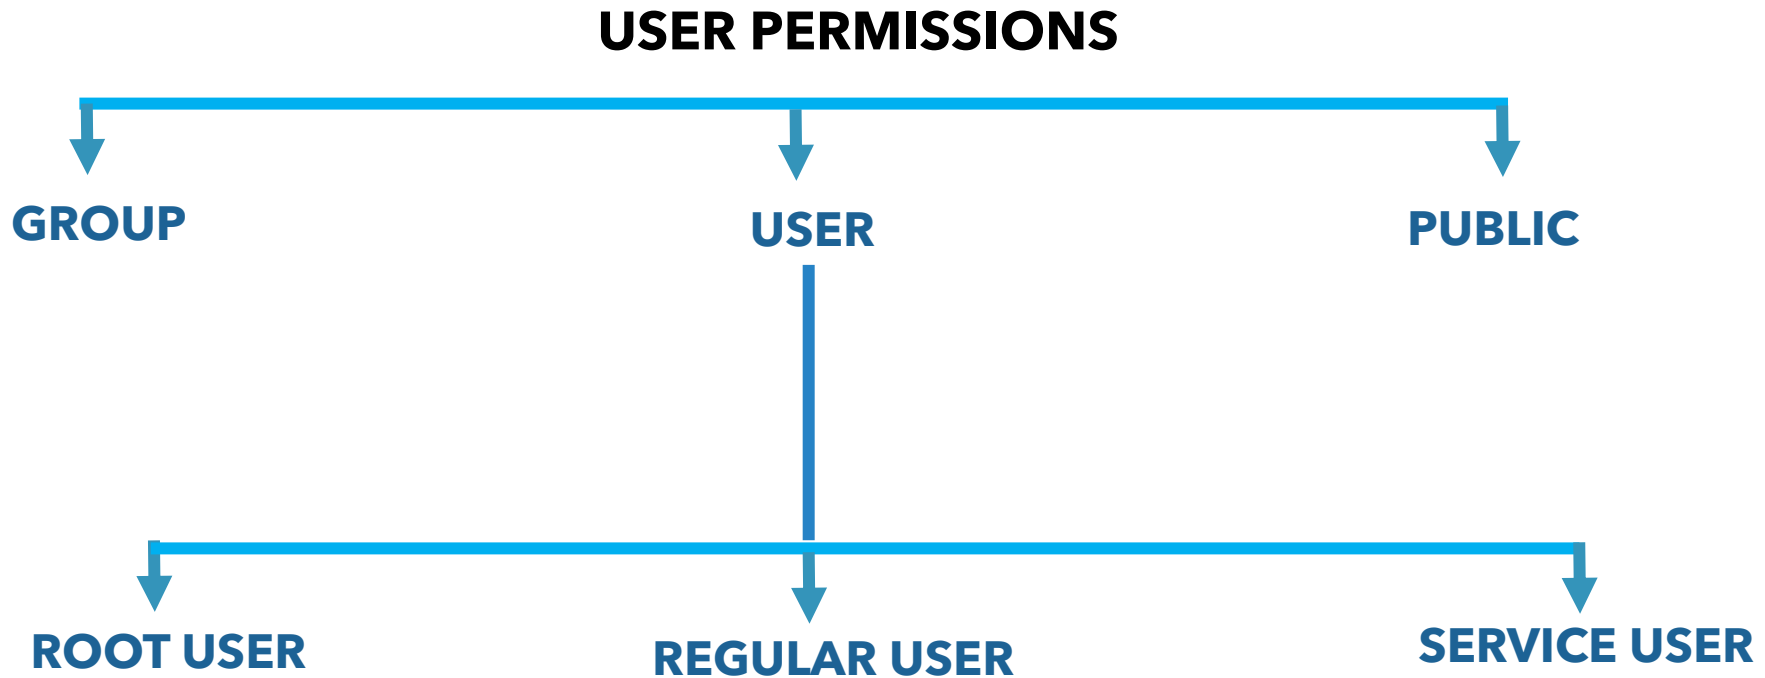 USER PERMISSIONS
GROUP
USER
PUBLIC
ROOT USER
REGULAR USER
SERVICE USER